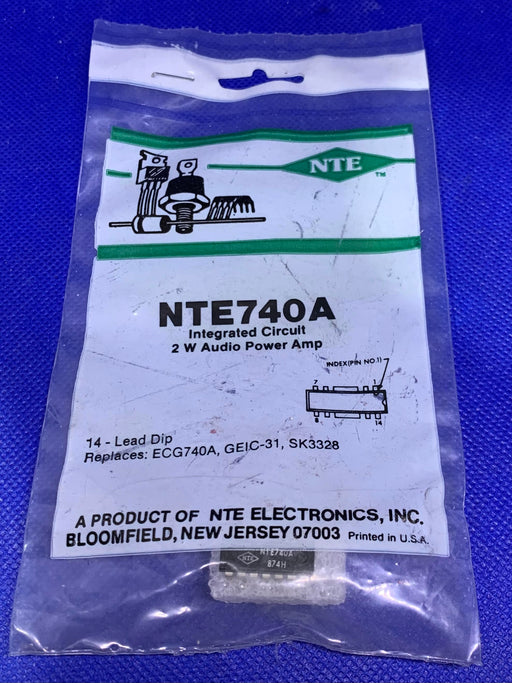 NTE
TM
NTE740A
Integrated Circuit
2 W Audio Power Amp
INDEX(PIN NO.1)
7 1
8 14
14 - Lead Dip
Replaces: ECG740A, GEIC-31, SK3328
A PRODUCT OF NTE ELECTRONICS, INC.
BLOOMFIELD, NEW JERSEY 07003 Printed in U.S.A.
NTE740A
NTE 874H